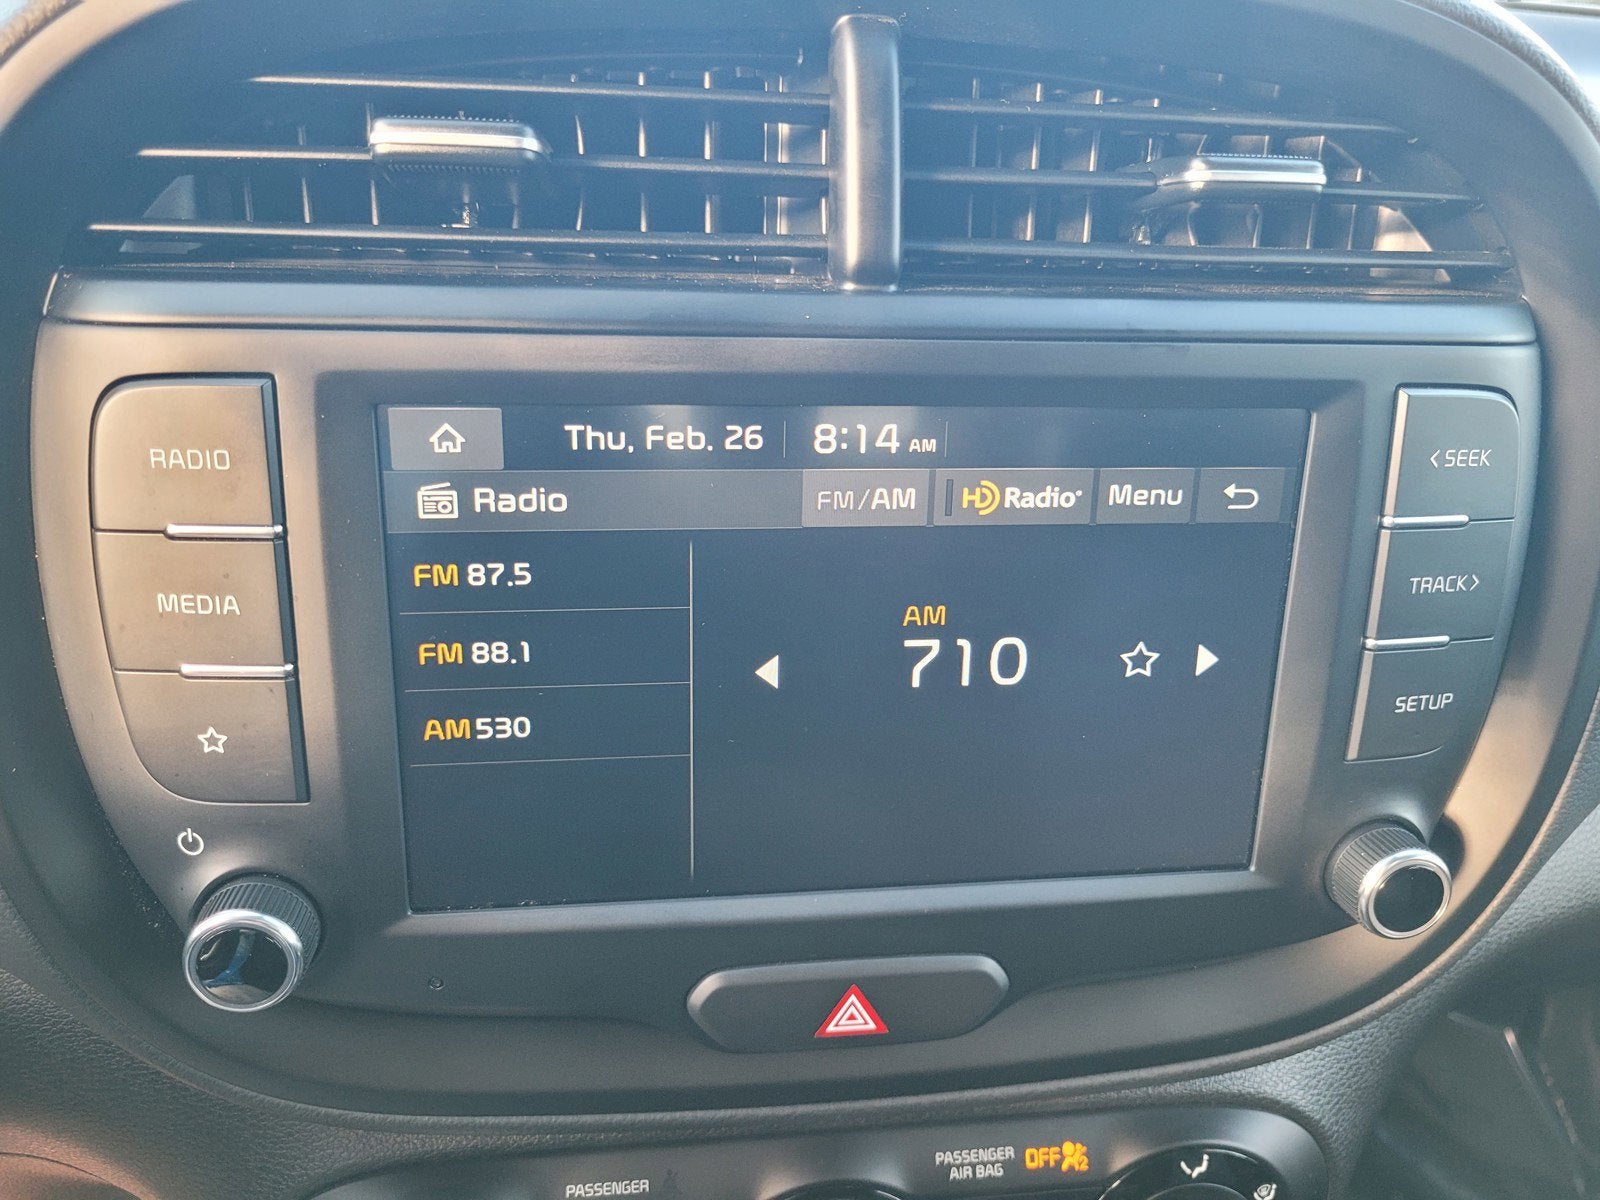 Thu, Feb. 26 8:14 AM
Radio FM/AM HD Radio Menu
RADIO
MEDIA
< SEEK
TRACK >
SETUP
FM 87.5
FM 88.1
AM 530
AM
710
PASSENGER
AIR BAG
OFF
2
PASSENGER